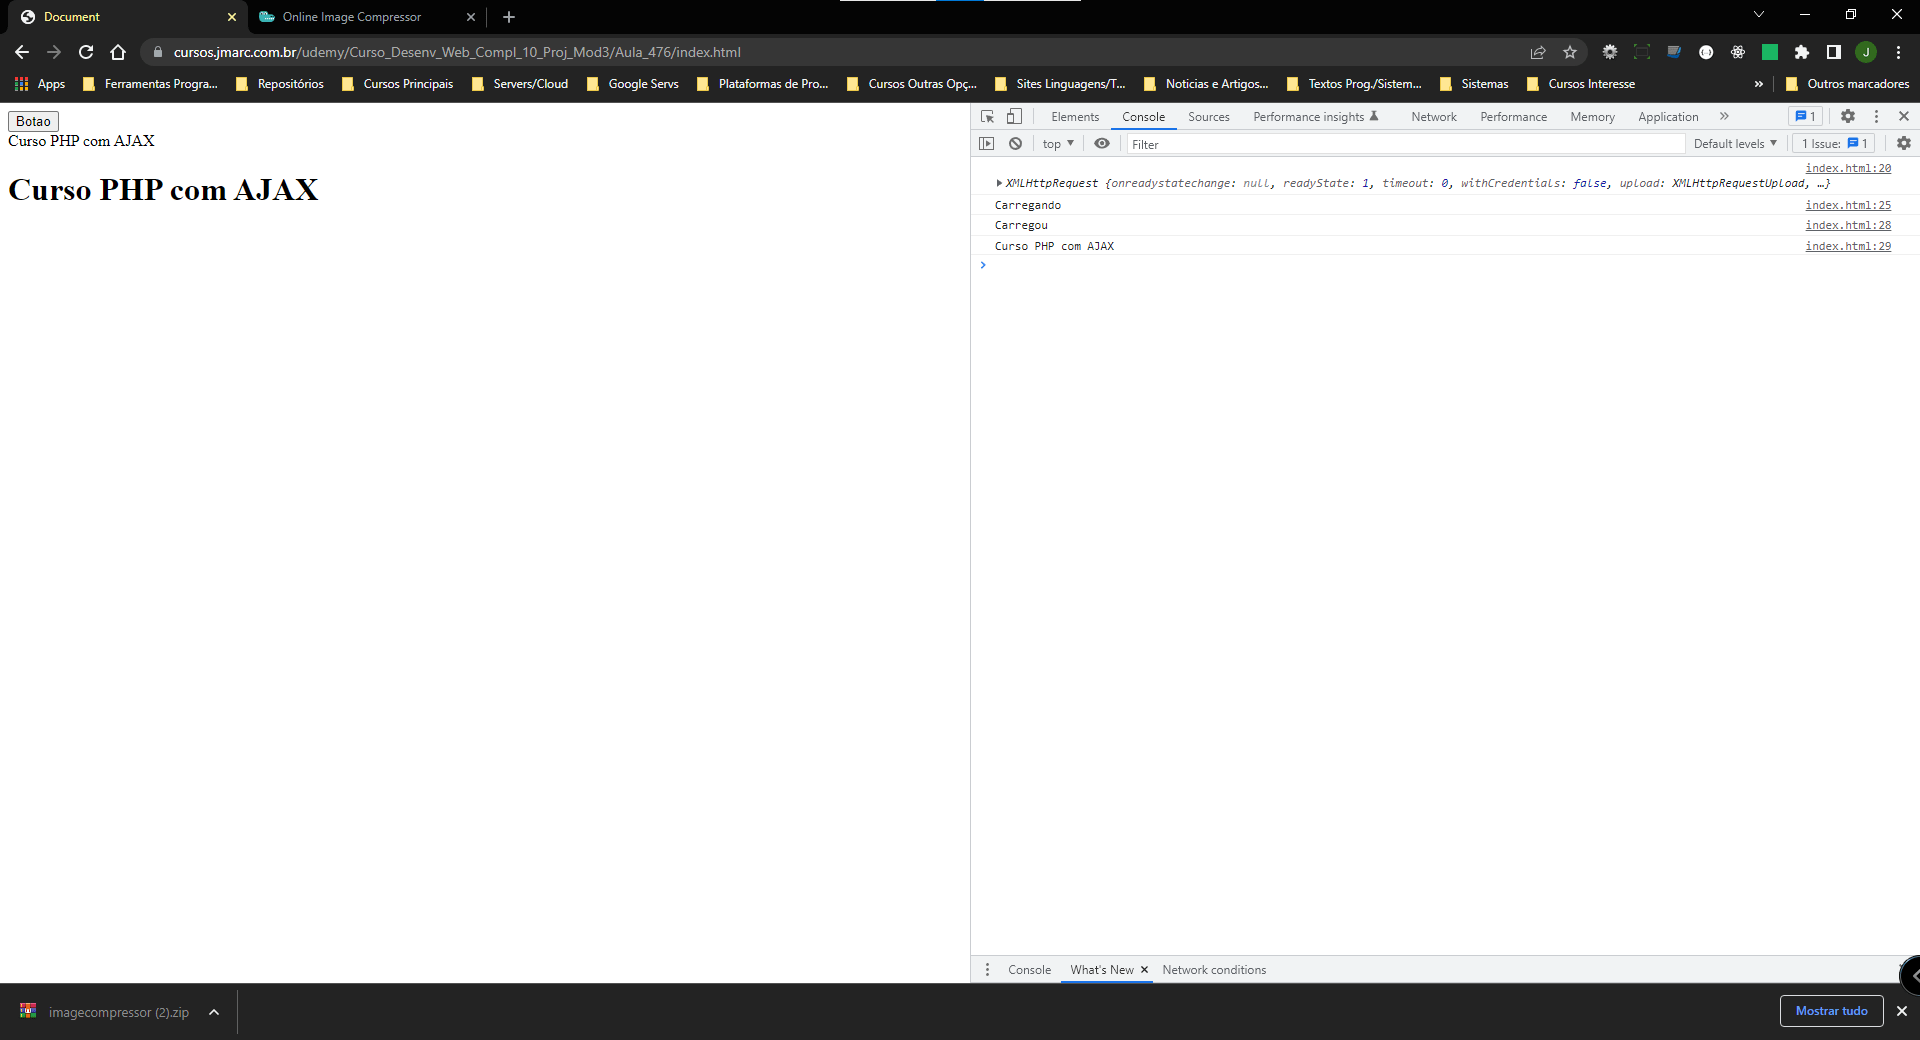 Document
Online Image Compressor
cursos.jmarc.com.br/udemy/Curso_Desenv_Web_Compl_10_Proj_Mod3/Aula_476/index.html
J
Apps Ferramentas Progra... Repositórios Cursos Principais Servers/Cloud Google Servs Plataformas de Pro... Cursos Outras Opç... Sites Linguagens/T... Noticias e Artigos... Textos Prog./Sistem... Sistemas Cursos Interesse » Outros marcadores
Botao
Curso PHP com AJAX
Curso PHP com AJAX
Elements Console Sources Performance insights Network Performance Memory Application » 1
top Filter Default levels 1 Issue: 1
index.html:20
XMLHttpRequest {onreadystatechange: null, readyState: 1, timeout: 0, withCredentials: false, upload: XMLHttpRequestUpload, …}
Carregando index.html:25
Carregou index.html:28
Curso PHP com AJAX index.html:29
Console What's New Network conditions
imagecompressor (2).zip
Mostrar tudo